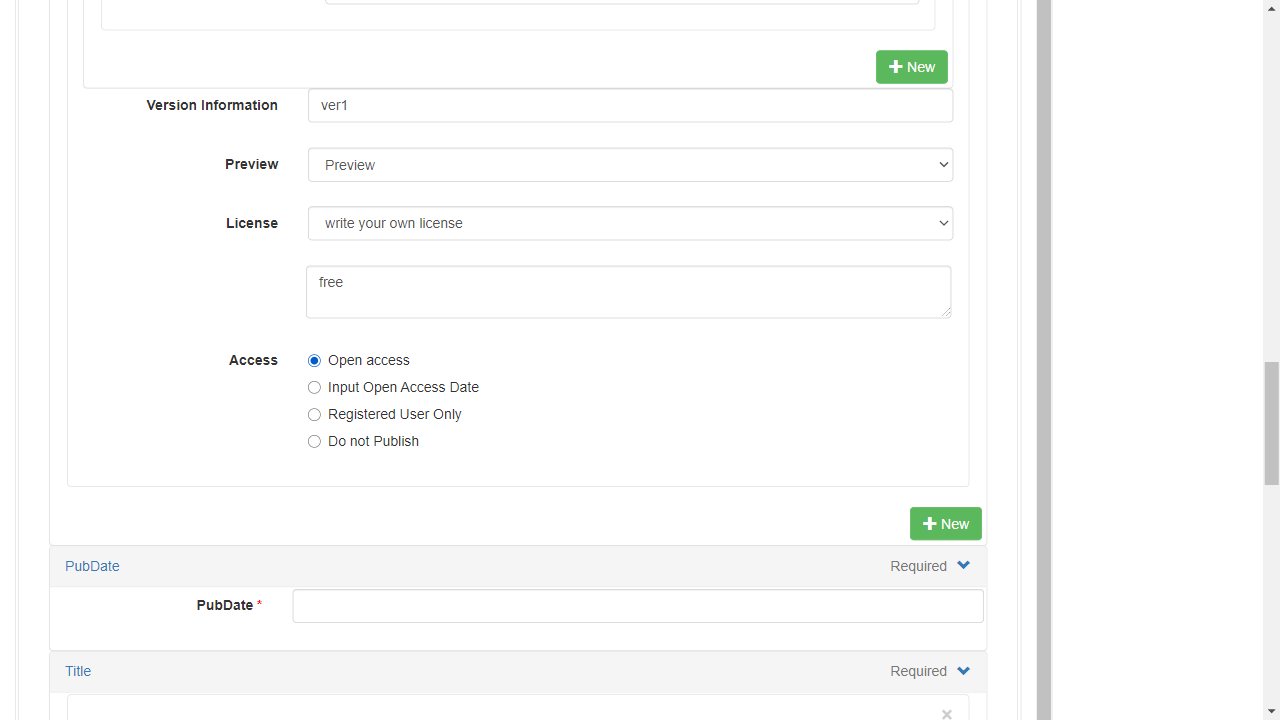 New
Version Information ver1
Preview Preview
License write your own license
free
Access Open access
Input Open Access Date
Registered User Only
Do not Publish
New
PubDate Required
PubDate *
Title Required
×